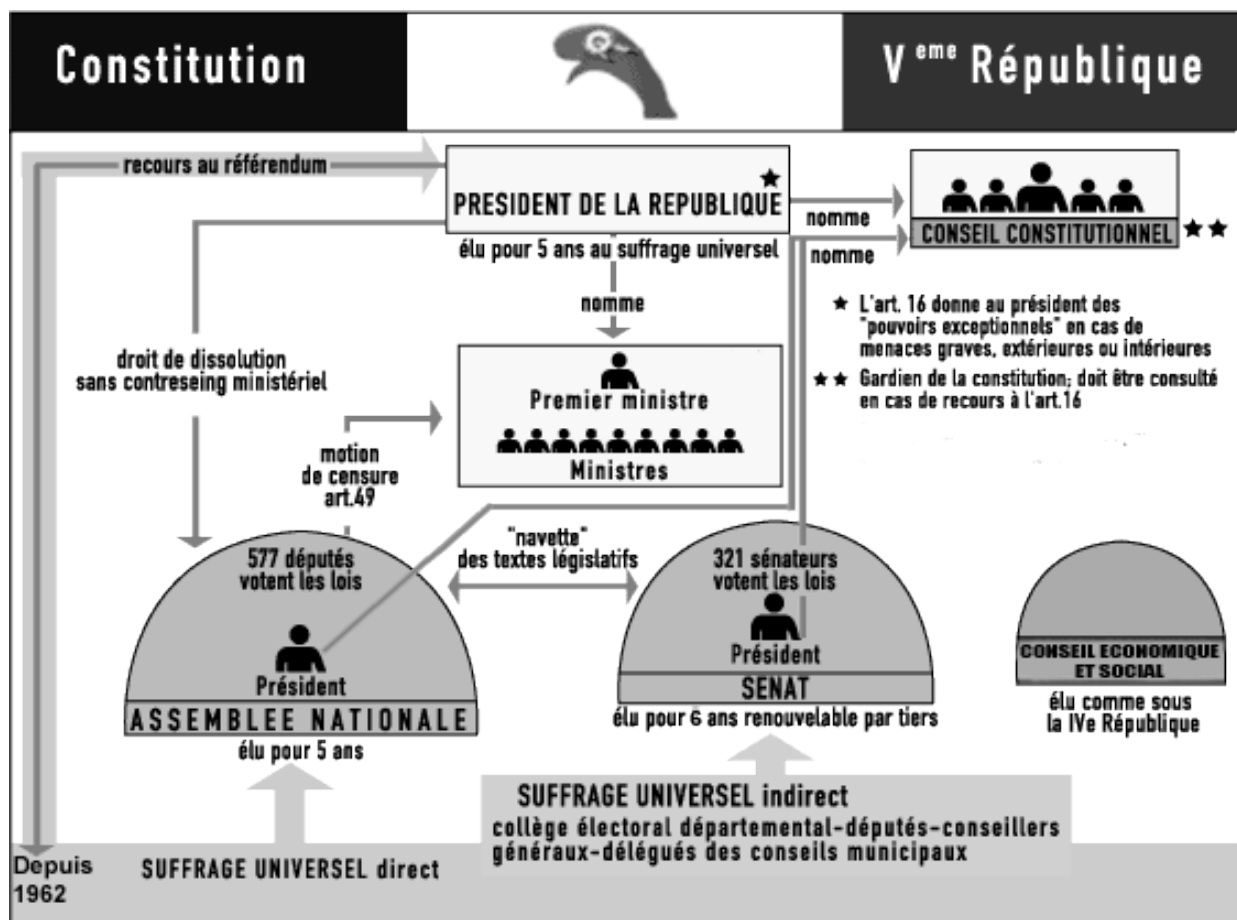 Constitution
Veme République
recours au référendum
PRESIDENT DE LA REPUBLIQUE
élu pour 5 ans au suffrage universel
nomme
nomme
CONSEIL CONSTITUTIONNEL
nomme
droit de dissolution
sans contreseing ministériel
L'art. 16 donne au président des
"pouvoirs exceptionnels" en cas de
menaces graves, extérieures ou intérieures
Gardien de la constitution; doit être consulté
en cas de recours à l'art.16
Premier ministre
Ministres
motion
de censure
art.49
577 députés
votent les lois
Président
ASSEMBLEE NATIONALE
élu pour 5 ans
"navette"
des textes législatifs
321 sénateurs
votent les lois
Président
SENAT
élu pour 6 ans renouvelable par tiers
CONSEIL ECONOMIQUE
ET SOCIAL
élu comme sous
la IVe République
SUFFRAGE UNIVERSEL indirect
collège électoral départemental-députés-conseillers
généraux-délégués des conseils municipaux
Depuis
1962
SUFFRAGE UNIVERSEL direct